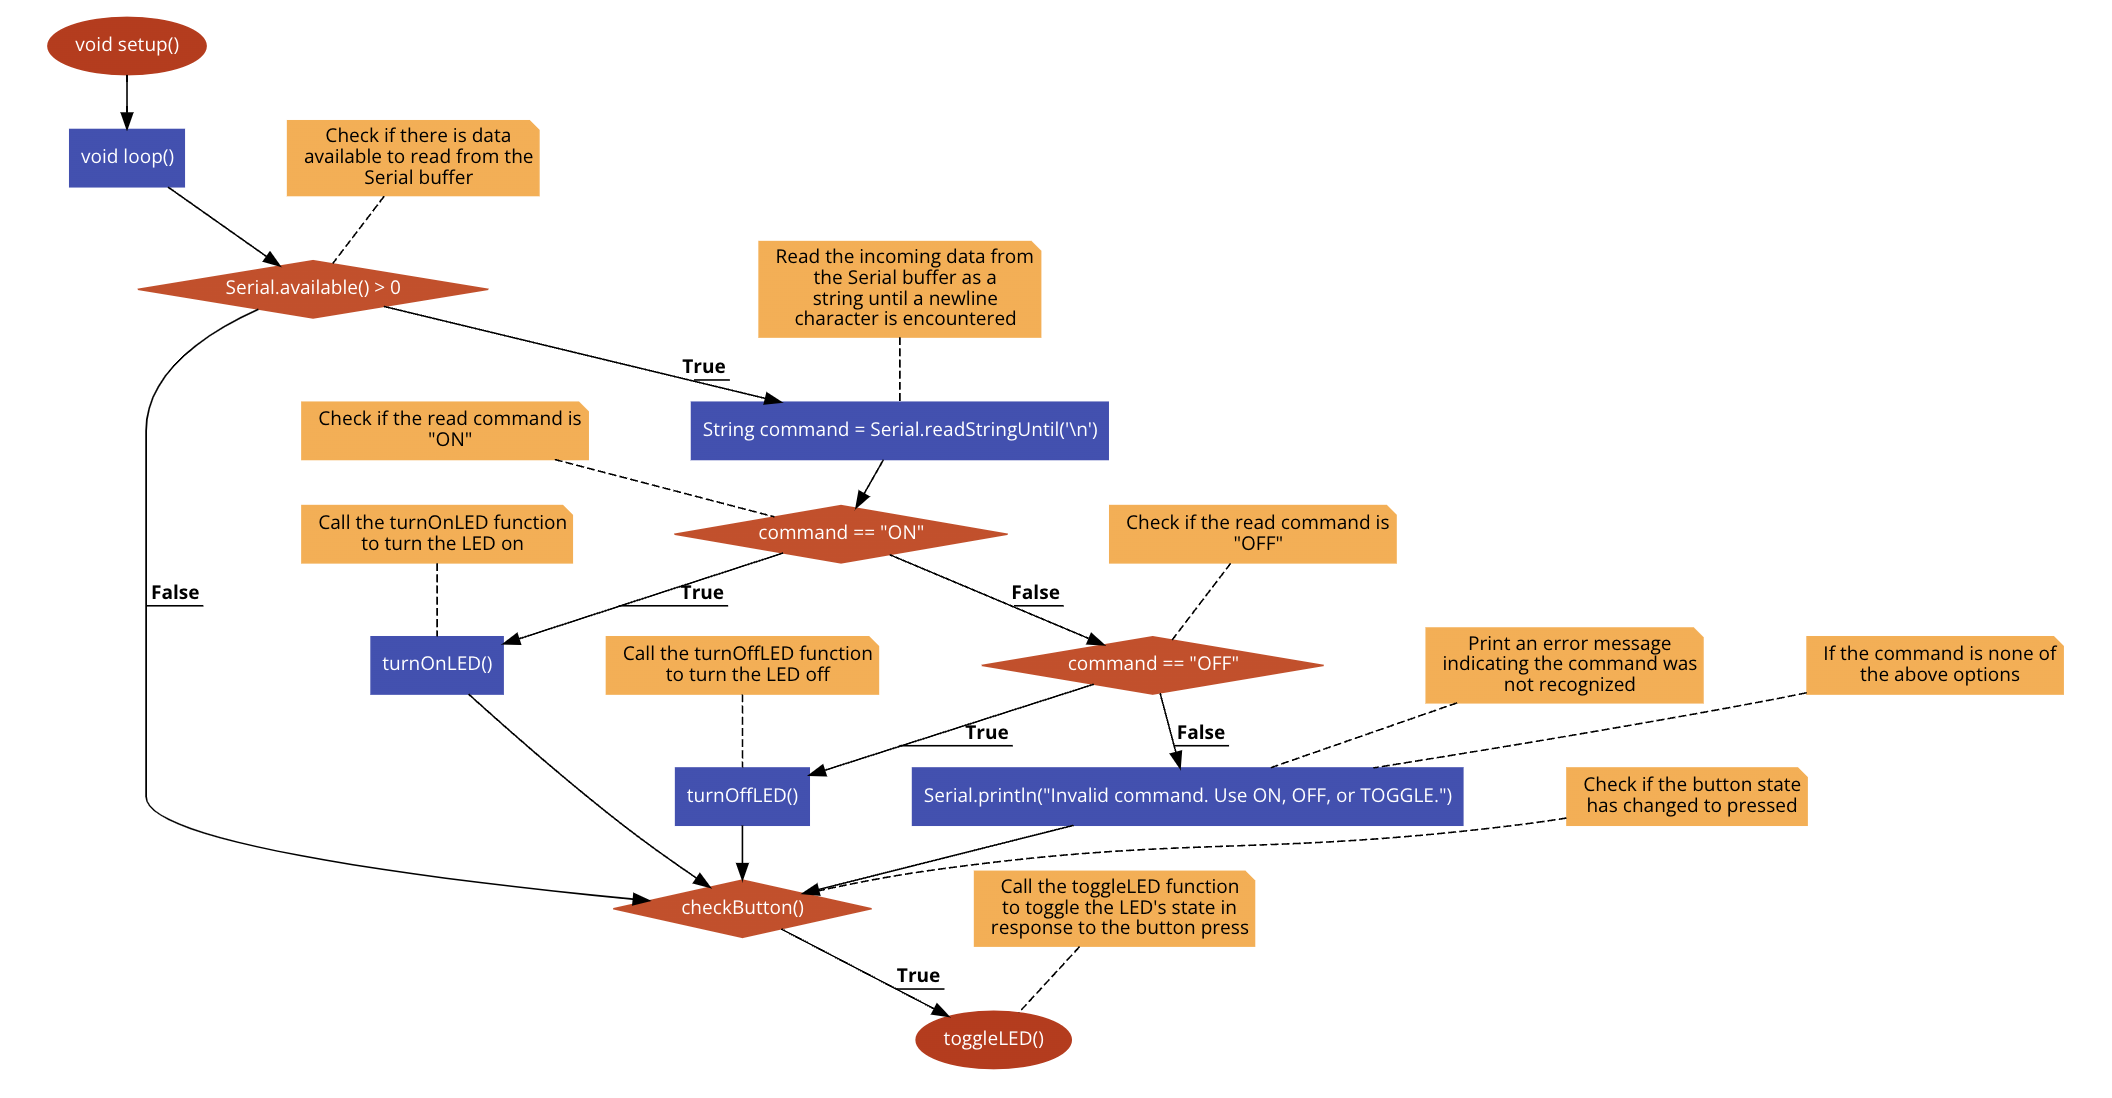 void setup()
void loop()
Check if there is data
available to read from the
Serial buffer
Serial.available() > 0
Read the incoming data from
the Serial buffer as a
string until a newline
character is encountered
True
Check if the read command is
"ON"
String command = Serial.readStringUntil('\n')
Call the turnOnLED function
to turn the LED on
command == "ON"
Check if the read command is
"OFF"
False
True
False
turnOnLED()
Call the turnOffLED function
to turn the LED off
command == "OFF"
Print an error message
indicating the command was
not recognized
If the command is none of
the above options
True
False
turnOffLED()
Serial.println("Invalid command. Use ON, OFF, or TOGGLE.")
Check if the button state
has changed to pressed
checkButton()
Call the toggleLED function
to toggle the LED's state in
response to the button press
True
toggleLED()